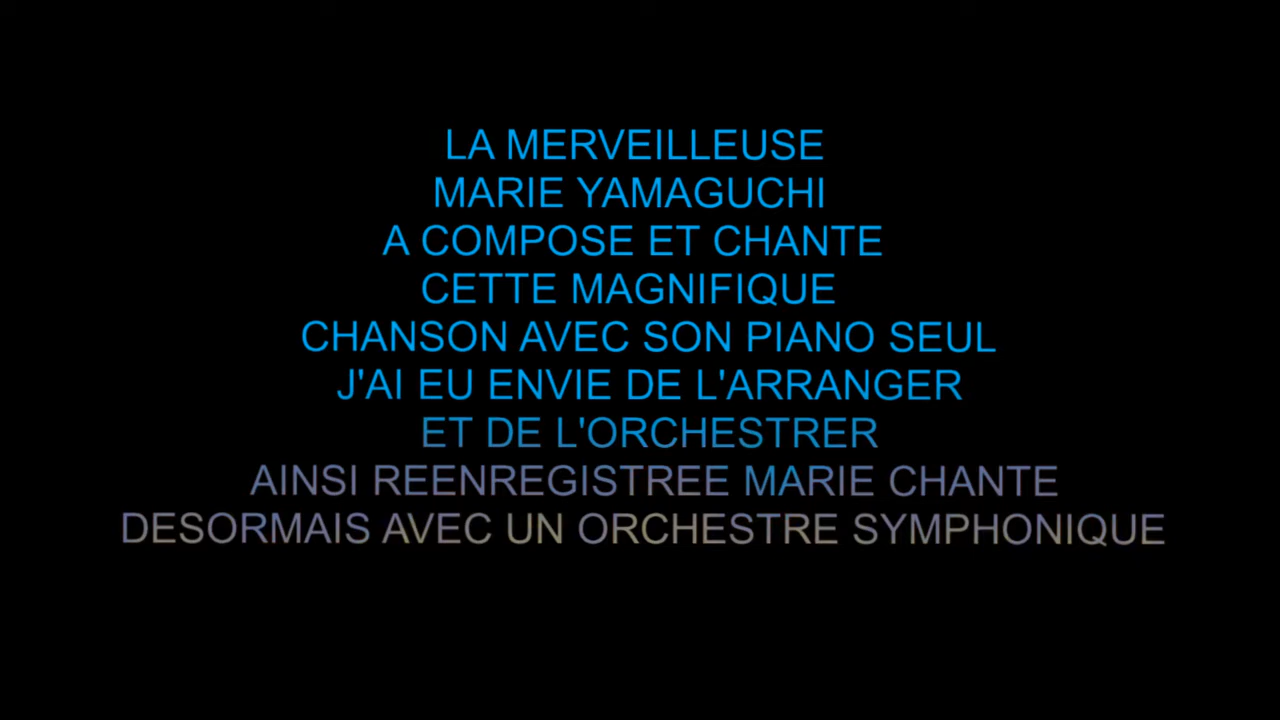 LA MERVEILLEUSE
MARIE YAMAGUCHI
A COMPOSE ET CHANTE
CETTE MAGNIFIQUE
CHANSON AVEC SON PIANO SEUL
J'AI EU ENVIE DE L'ARRANGER
ET DE L'ORCHESTRER
AINSI REENREGISTREE MARIE CHANTE
DESORMAIS AVEC UN ORCHESTRE SYMPHONIQUE